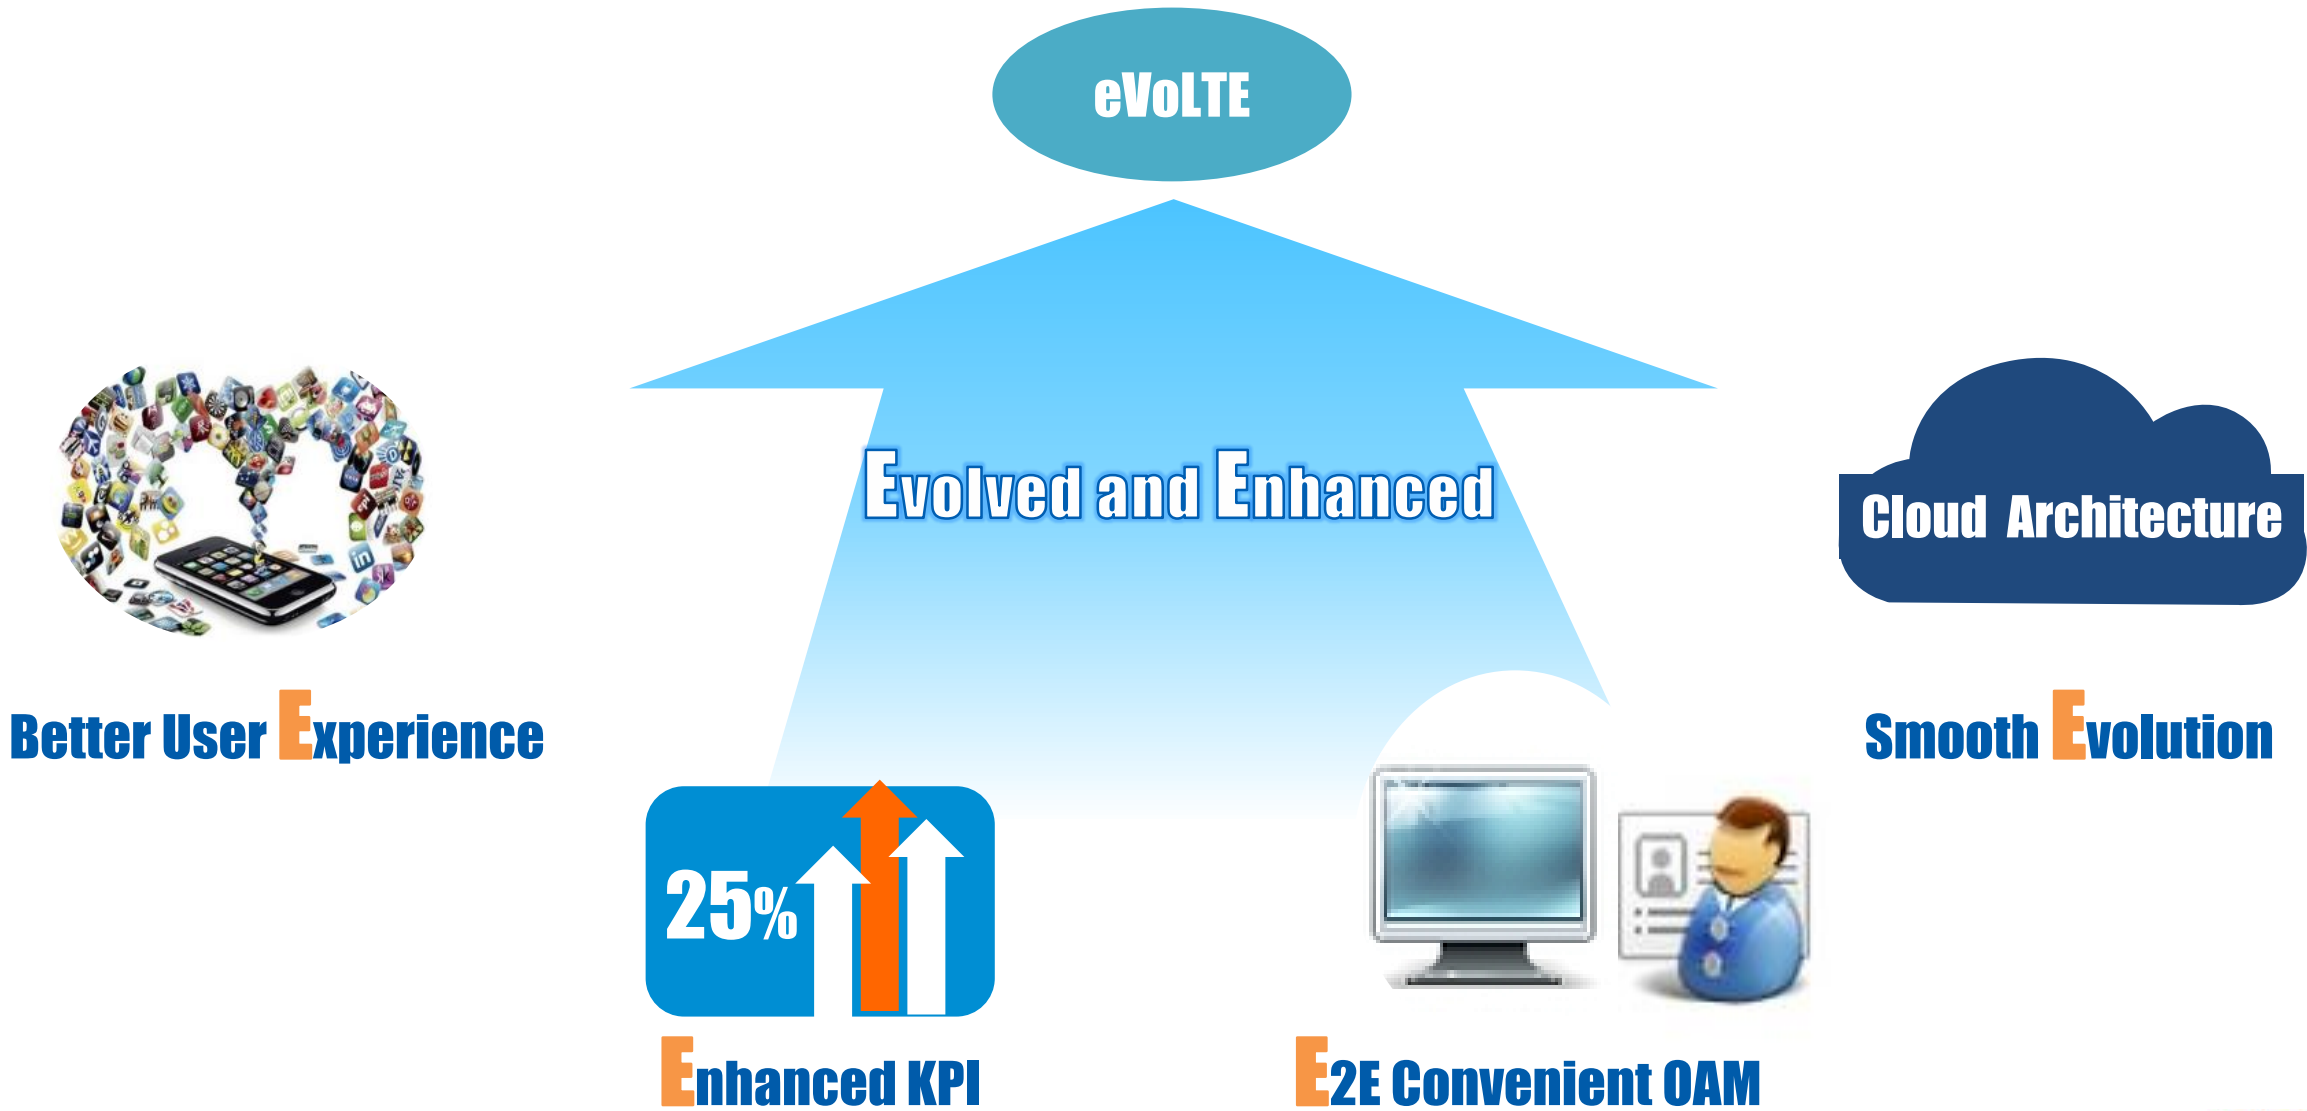 eVoLTE
Evolved and Enhanced
Cloud Architecture
Better User Experience
Smooth Evolution
25%
Enhanced KPI
E2E Convenient OAM